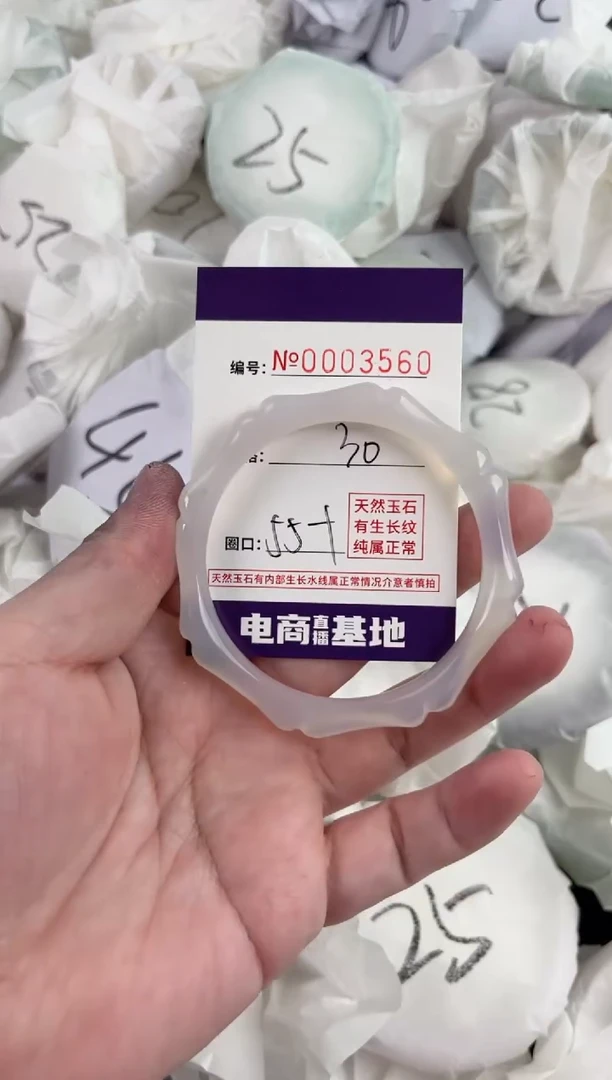 25
编号: №0003560
30
圈口: 55+
天然玉石
有生长纹
纯属正常
天然玉石有内部生长水线属正常情况介意者慎拍
电商直播基地
28
25